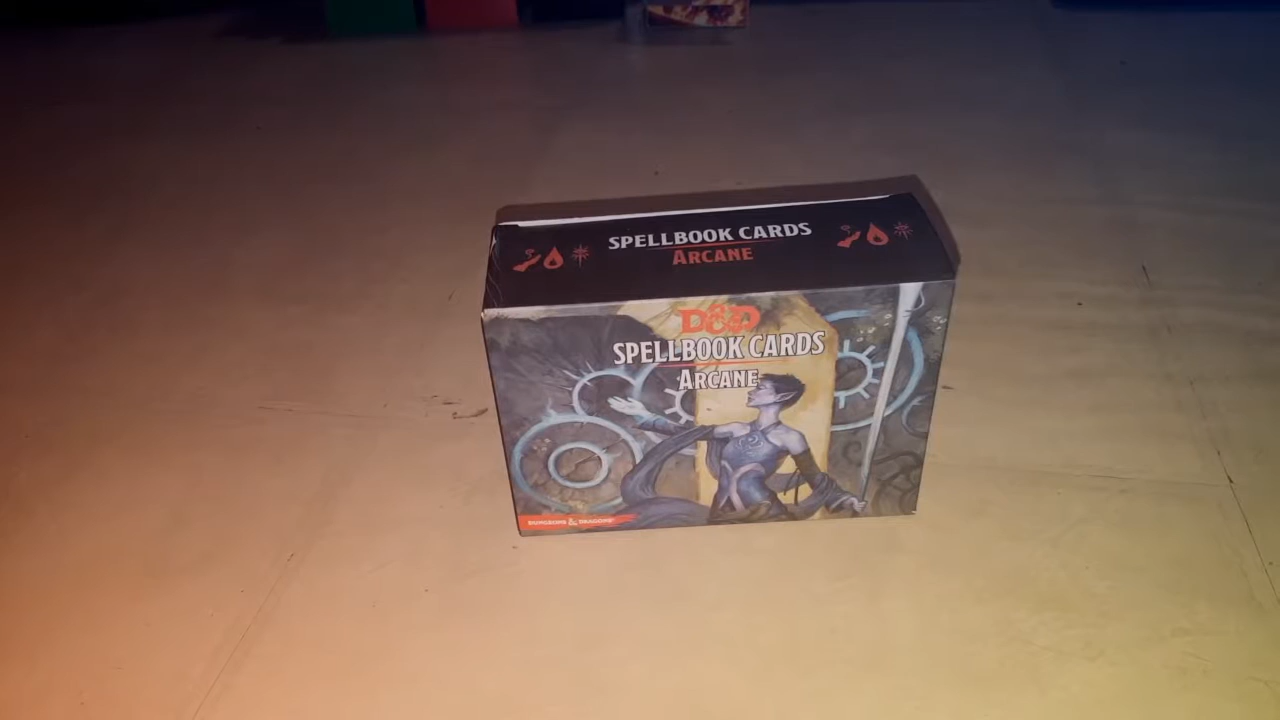 SPELLBOOK CARDS
ARCANE
D&D
SPELLBOOK CARDS
ARCANE
DUNGEONS & DRAGONS